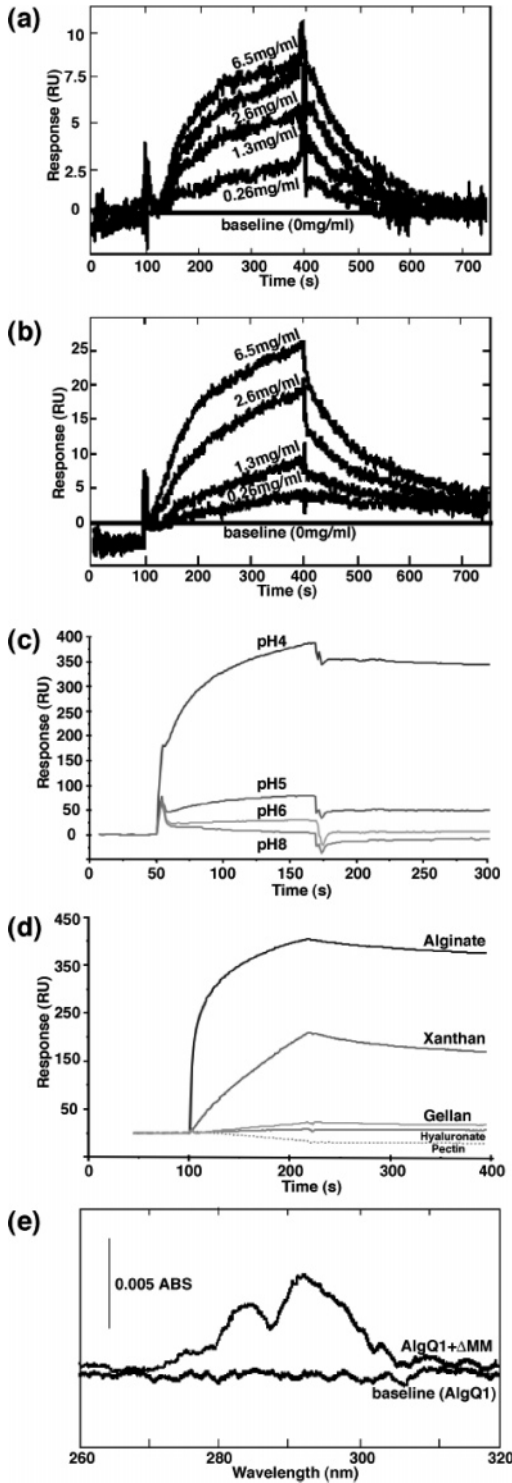 (a)
Response (RU)
10
7.5
5
2.5
0
6.5mg/ml
2.6mg/ml
1.3mg/ml
0.26mg/ml
baseline (0mg/ml)
0 100 200 300 400 500 600 700
Time (s)
(b)
Response (RU)
25
20
15
10
5
0
6.5mg/ml
2.6mg/ml
1.3mg/ml
0.26mg/ml
baseline (0mg/ml)
0 100 200 300 400 500 600 700
Time (s)
(c)
Response (RU)
400
350
300
250
200
150
100
50
0
pH4
pH5
pH6
pH8
0 50 100 150 200 250 300
Time (s)
(d)
Response (RU)
450
350
250
150
50
Alginate
Xanthan
Gellan
Hyaluronate
Pectin
0 100 200 300 400
Time (s)
(e)
0.005 ABS
AlgQ1+ΔMM
baseline (AlgQ1)
260 280 300 320
Wavelength (nm)